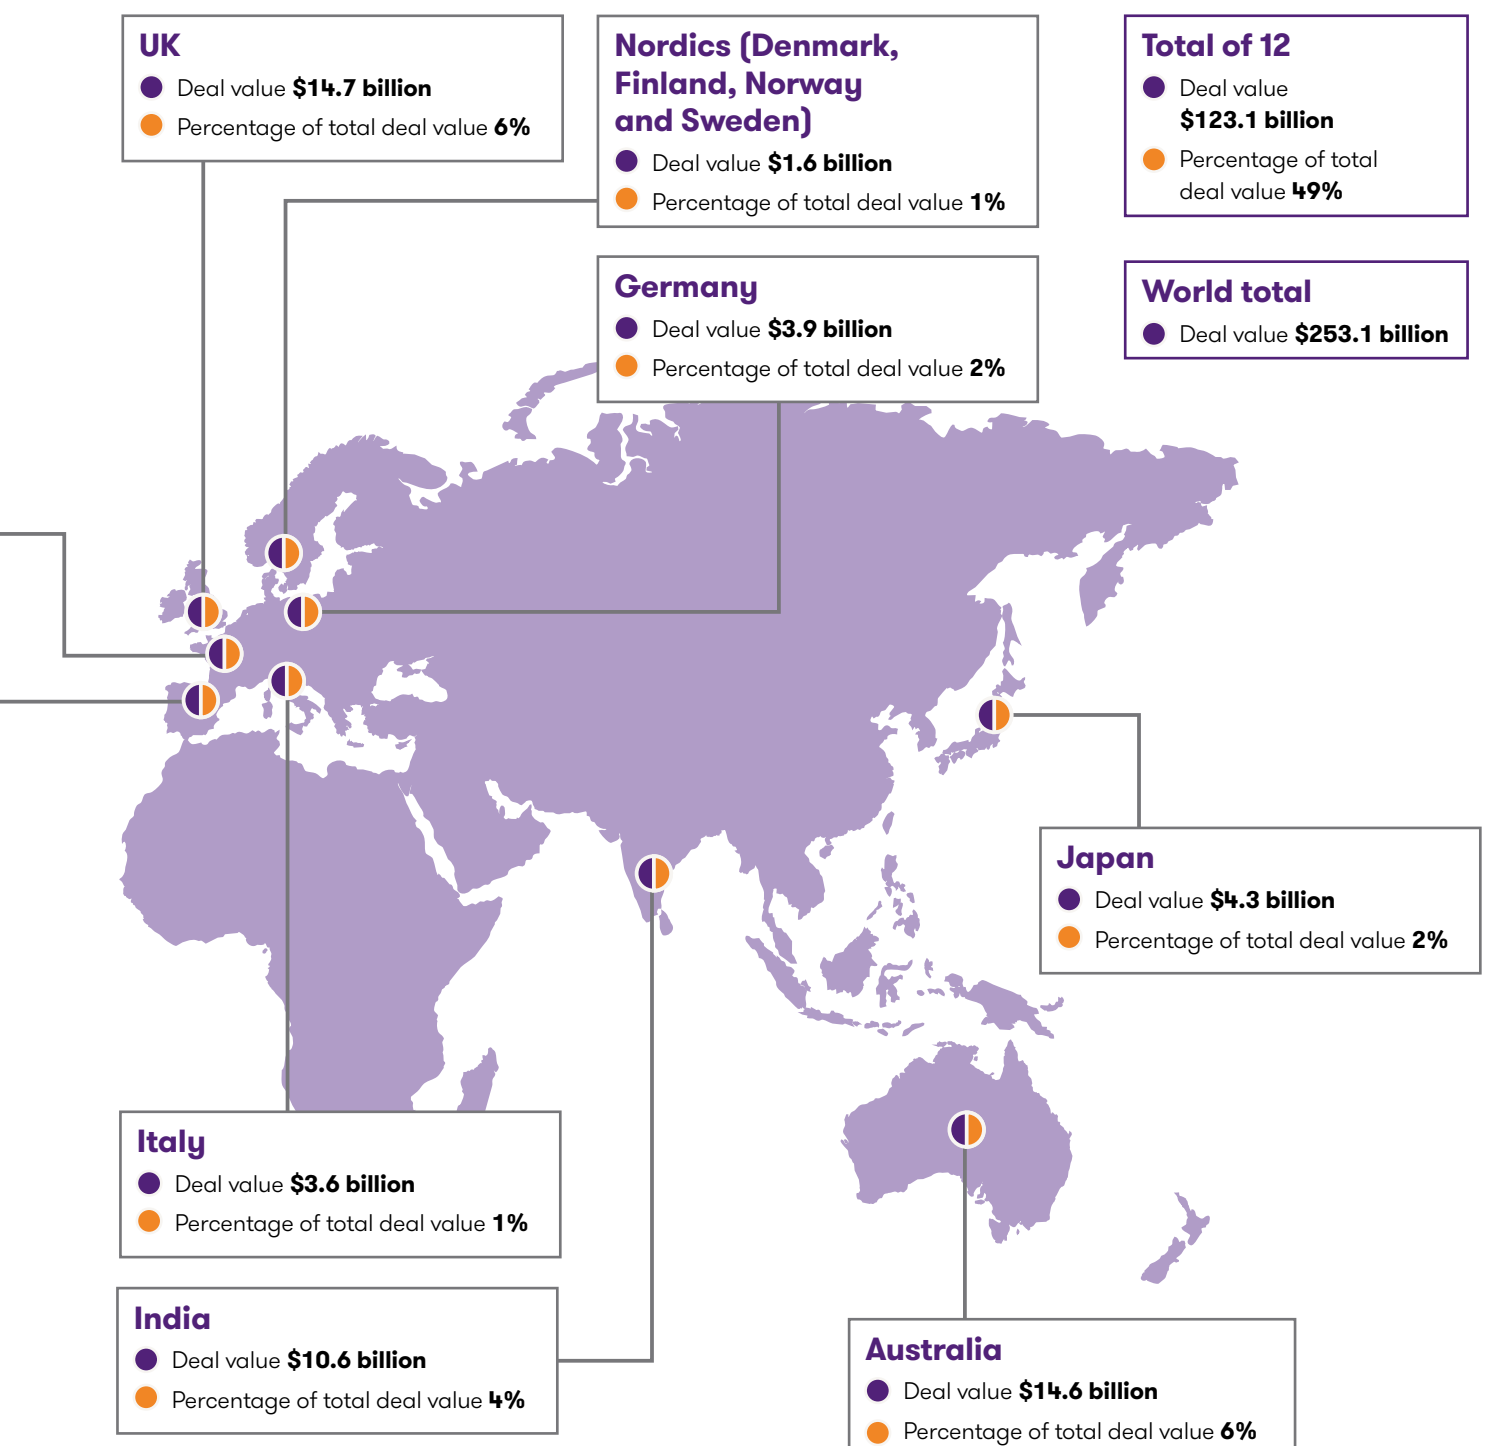 UK
Deal value $14.7 billion
Percentage of total deal value 6%
Nordics (Denmark,
Finland, Norway
and Sweden)
Deal value $1.6 billion
Percentage of total deal value 1%
Total of 12
Deal value
$123.1 billion
Percentage of total
deal value 49%
Germany
Deal value $3.9 billion
Percentage of total deal value 2%
World total
Deal value $253.1 billion
Japan
Deal value $4.3 billion
Percentage of total deal value 2%
Italy
Deal value $3.6 billion
Percentage of total deal value 1%
India
Deal value $10.6 billion
Percentage of total deal value 4%
Australia
Deal value $14.6 billion
Percentage of total deal value 6%